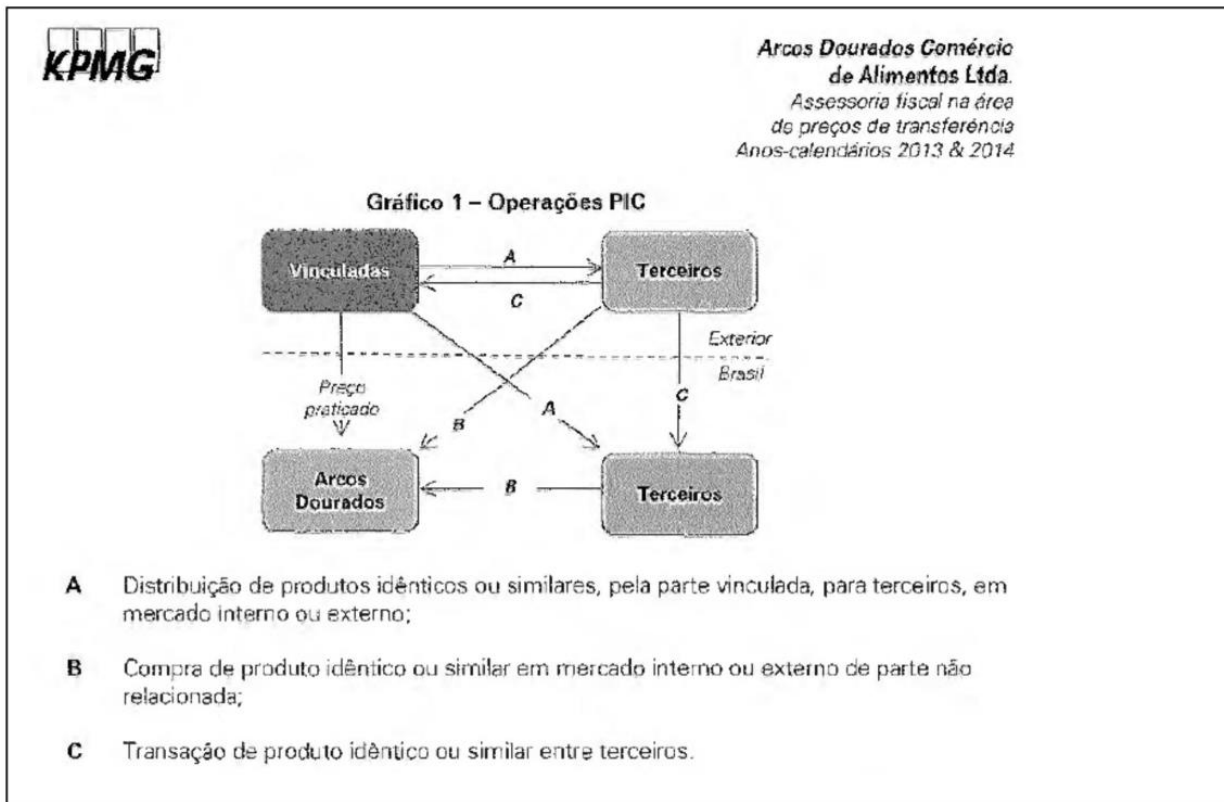 KPMG
Arcos Dourados Comércio
de Alimentos Ltda.
Assessoria fiscal na área
de preços de transferência
Anos-calendários 2013 & 2014
Gráfico 1 – Operações PIC
Vinculadas
A
Terceiros
C
Exterior
Brasil
Preço
praticado
B
A
C
Arcos
Dourados
B
Terceiros
A Distribuição de produtos idênticos ou similares, pela parte vinculada, para terceiros, em
mercado interno ou externo;
B Compra de produto idêntico ou similar em mercado interno ou externo de parte não
relacionada;
C Transação de produto idêntico ou similar entre terceiros.